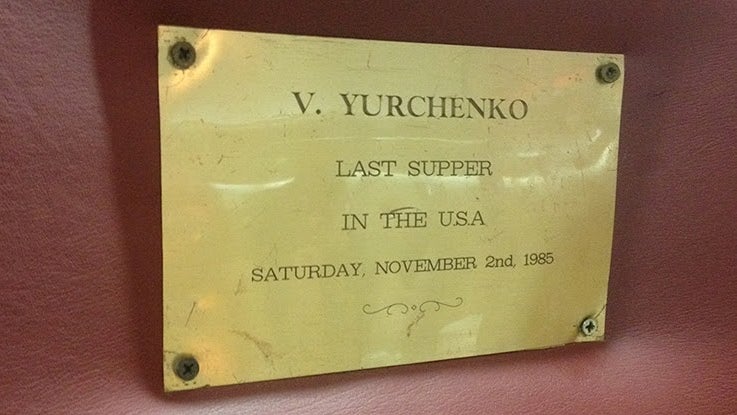 V. YURCHENKO
LAST SUPPER
IN THE U.S.A
SATURDAY, NOVEMBER 2nd, 1985